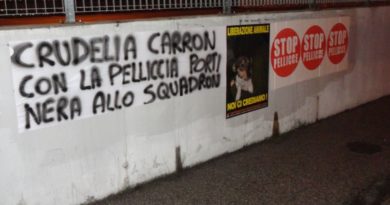 CRUDELIA CARRON
CON LA PELLICCIA PORTI
NERA ALLO SQUADRON
LIBERAZIONE ANIMALE
NOI CI CREDIAMO!
STOP
PELLICCE
STOP
PELLICCE
STOP
PELLICCE